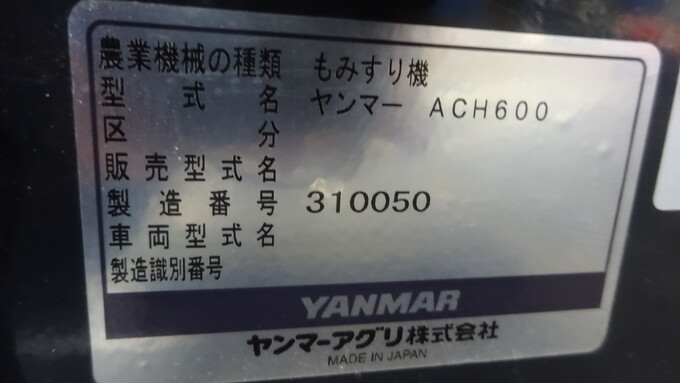 農業機械の種類 もみすり機
型式名 ヤンマー ACH600
区分
販売型式名
製造番号 310050
車両型式名
製造識別番号
YANMAR
ヤンマーアグリ株式会社
MADE IN JAPAN